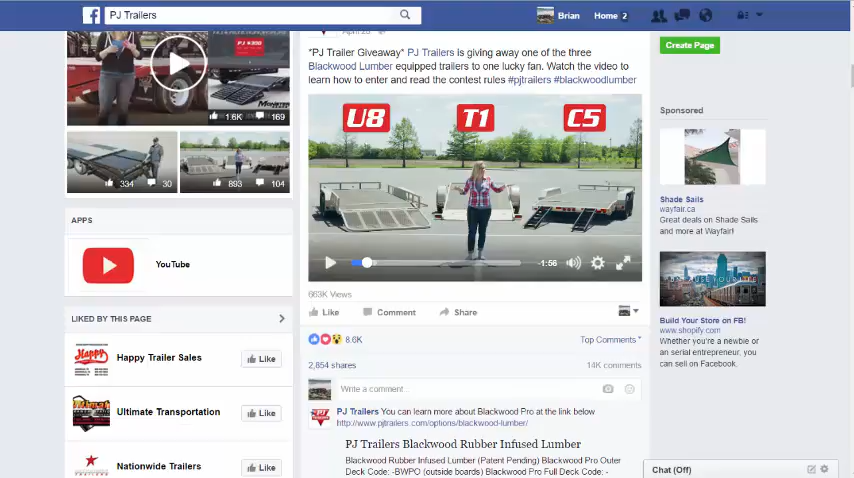 PJ Trailers
Brian
Home 2
1.6K 169
334 30
893 104
APPS
YouTube
LIKED BY THIS PAGE
Happy Trailer Sales
Like
Ultimate Transportation
Like
Nationwide Trailers
Like
*PJ Trailer Giveaway* PJ Trailers is giving away one of the three
Blackwood Lumber equipped trailers to one lucky fan. Watch the video to
learn how to enter and read the contest rules #pjtrailers #blackwoodlumber
U8 T1 C5
-1:56
663K Views
Like Comment Share
8.6K Top Comments
2,854 shares 14K comments
Write a comment...
PJ Trailers You can learn more about Blackwood Pro at the link below
http://www.pjtrailers.com/options/blackwood-lumber/
PJ Trailers Blackwood Rubber Infused Lumber
Blackwood Rubber Infused Lumber (Patent Pending) Blackwood Pro Outer
Deck Code: -BWPO (outside boards) Blackwood Pro Full Deck Code: -
Create Page
Sponsored
Shade Sails
wayfair.ca
Great deals on Shade Sails
and more at Wayfair!
Build Your Store on FB!
www.shopify.com
Whether you're a newbie or
an serial entrepreneur, you
can sell on Facebook.
Chat (Off)